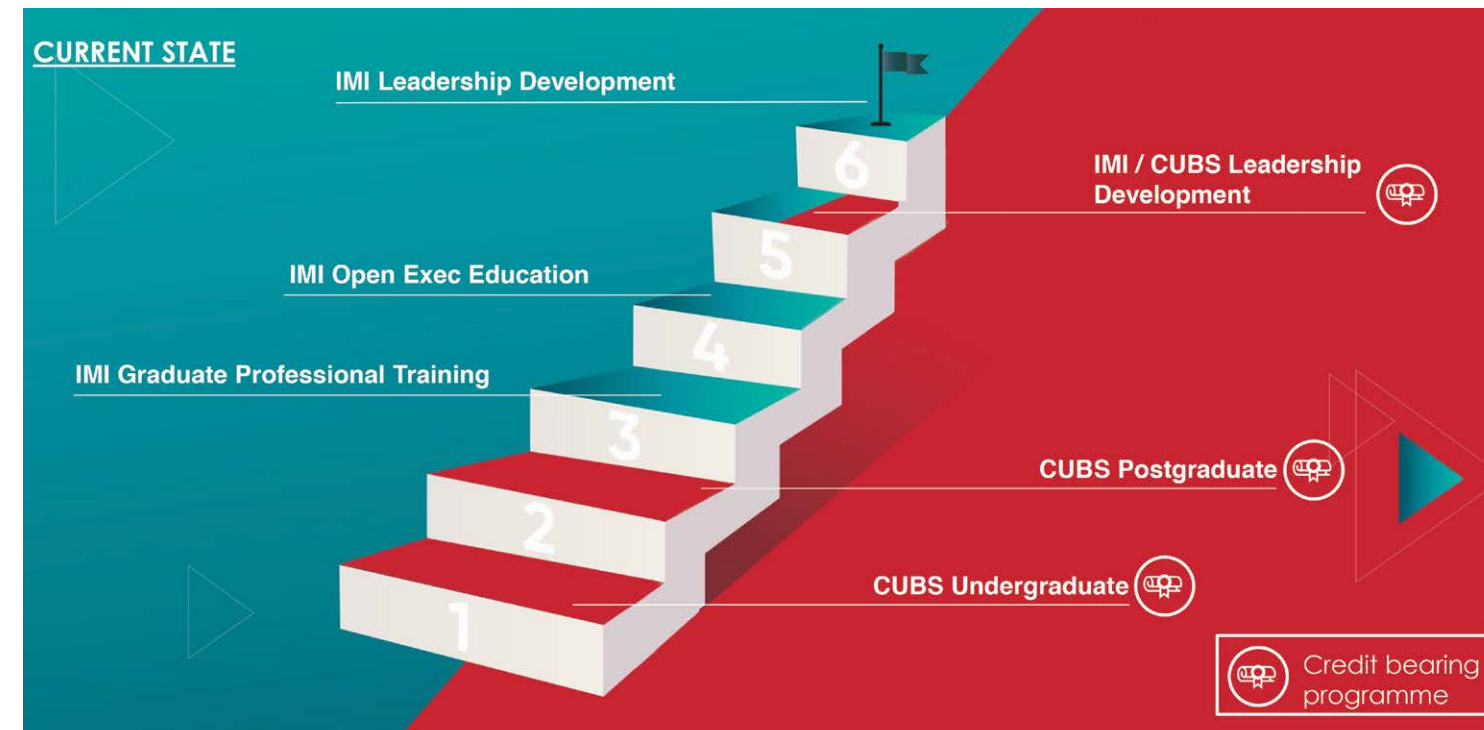 CURRENT STATE
IMI Leadership Development
6
IMI / CUBS Leadership
Development
5
IMI Open Exec Education
4
IMI Graduate Professional Training
3
CUBS Postgraduate
2
CUBS Undergraduate
1
Credit bearing
programme